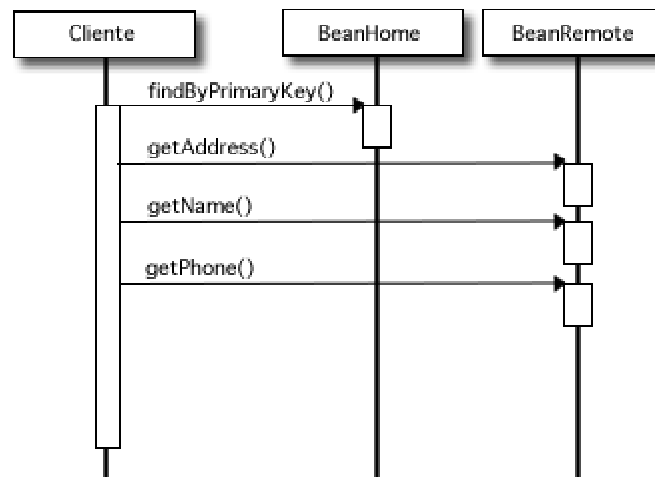 Cliente
BeanHome
BeanRemote
findByPrimaryKey()
getAddress()
getName()
getPhone()